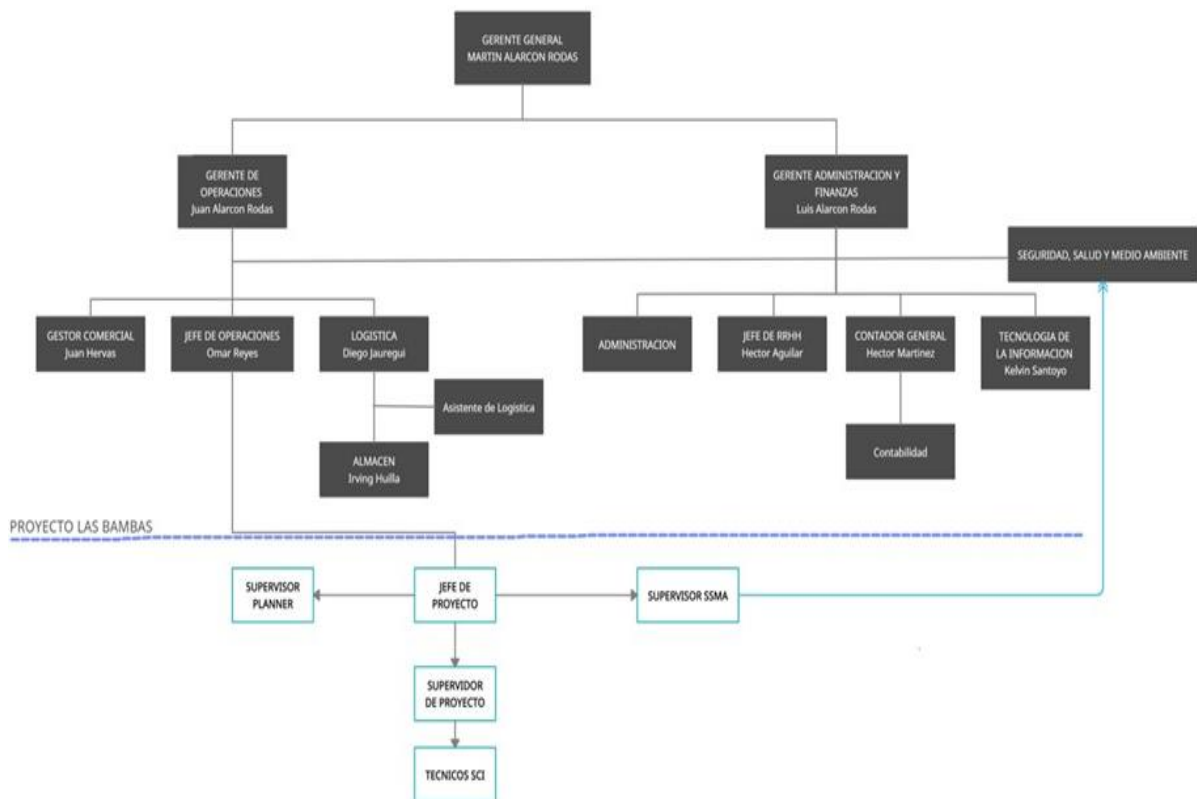 GERENTE GENERAL
MARTIN ALARCON RODAS
GERENTE DE
OPERACIONES
Juan Alarcon Rodas
GERENTE ADMINISTRACION Y
FINANZAS
Luis Alarcon Rodas
SEGURIDAD, SALUD Y MEDIO AMBIENTE
GESTOR COMERCIAL
Juan Hervas
JEFE DE OPERACIONES
Omar Reyes
LOGISTICA
Diego Jauregui
ADMINISTRACION
JEFE DE RRHH
Hector Aguilar
CONTADOR GENERAL
Hector Martinez
TECNOLOGIA DE
LA INFORMACION
Kelvin Santoyo
Asistente de Logistica
ALMACEN
Irving Huilla
Contabilidad
PROYECTO LAS BAMBAS
SUPERVISOR
PLANNER
JEFE DE
PROYECTO
SUPERVISOR SSMA
SUPERVIDOR
DE PROYECTO
TECNICOS SCI